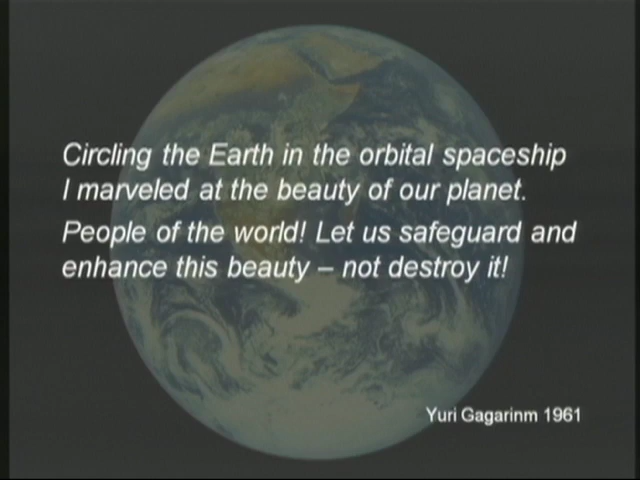 Circling the Earth in the orbital spaceship
I marveled at the beauty of our planet.
People of the world! Let us safeguard and
enhance this beauty – not destroy it!
Yuri Gagarinm 1961